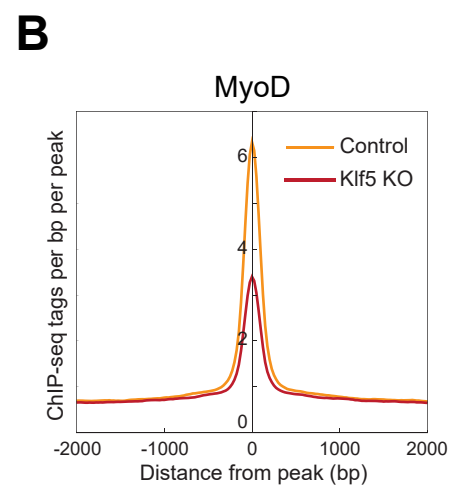 B
MyoD
ChIP-seq tags per bp per peak
Control
Klf5 KO
6
4
2
0
-2000 -1000 0 1000 2000
Distance from peak (bp)